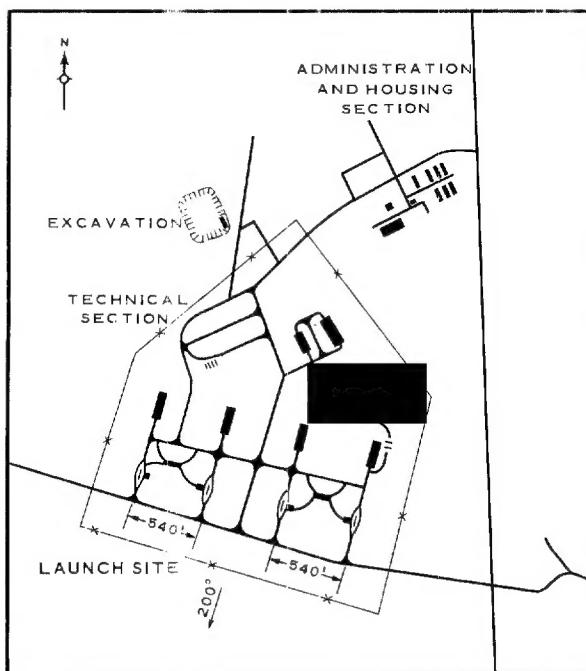 N
ADMINISTRATION
AND HOUSING
SECTION
EXCAVATION
TECHNICAL
SECTION
540'
540'
LAUNCH SITE
200°